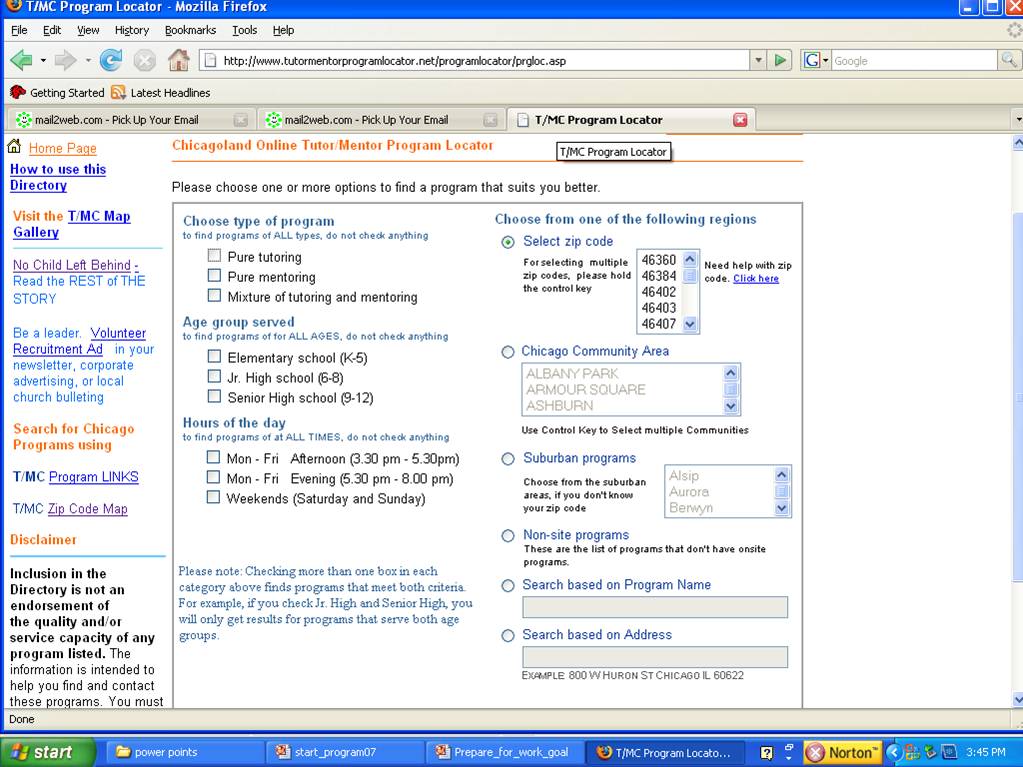 T/MC Program Locator - Mozilla Firefox
File Edit View History Bookmarks Tools Help
http://www.tutormentorprogramlocator.net/programlocator/prgloc.asp
G Google
Getting Started Latest Headlines
mail2web.com - Pick Up Your Email
mail2web.com - Pick Up Your Email
T/MC Program Locator
T/MC Program Locator
Home Page
How to use this
Directory
Visit the T/MC Map
Gallery
No Child Left Behind -
Read the REST of THE
STORY
Be a leader. Volunteer
Recruitment Ad in your
newsletter, corporate
advertising, or local
church bulleting
Search for Chicago
Programs using
T/MC Program LINKS
T/MC Zip Code Map
Disclaimer
Inclusion in the
Directory is not an
endorsement of
the quality and/or
service capacity of any
program listed. The
information is intended to
help you find and contact
these programs. You must
Chicagoland Online Tutor/Mentor Program Locator
Please choose one or more options to find a program that suits you better.
Choose type of program
to find programs of ALL types, do not check anything
Pure tutoring
Pure mentoring
Mixture of tutoring and mentoring
Age group served
to find programs of for ALL AGES, do not check anything
Elementary school (K-5)
Jr. High school (6-8)
Senior High school (9-12)
Hours of the day
to find programs of at ALL TIMES, do not check anything
Mon - Fri Afternoon (3.30 pm - 5.30pm)
Mon - Fri Evening (5.30 pm - 8.00 pm)
Weekends (Saturday and Sunday)
Please note: Checking more than one box in each
category above finds programs that meet both criteria.
For example, if you check Jr. High and Senior High, you
will only get results for programs that serve both age
groups.
Choose from one of the following regions
Select zip code
For selecting multiple
zip codes, please hold
the control key
46360
46384
46402
46403
46407
Need help with zip
code. Click here
Chicago Community Area
ALBANY PARK
ARMOUR SQUARE
ASHBURN
Use Control Key to Select multiple Communities
Suburban programs
Choose from the suburban
areas, if you don't know
your zip code
Alsip
Aurora
Berwyn
Non-site programs
These are the list of programs that don't have onsite
programs.
Search based on Program Name
Search based on Address
EXAMPLE: 800 W HURON ST CHICAGO IL 60622
Done
start
power points
start_program07
Prepare_for_work_goal
T/MC Program Locato...
Norton™
3:45 PM